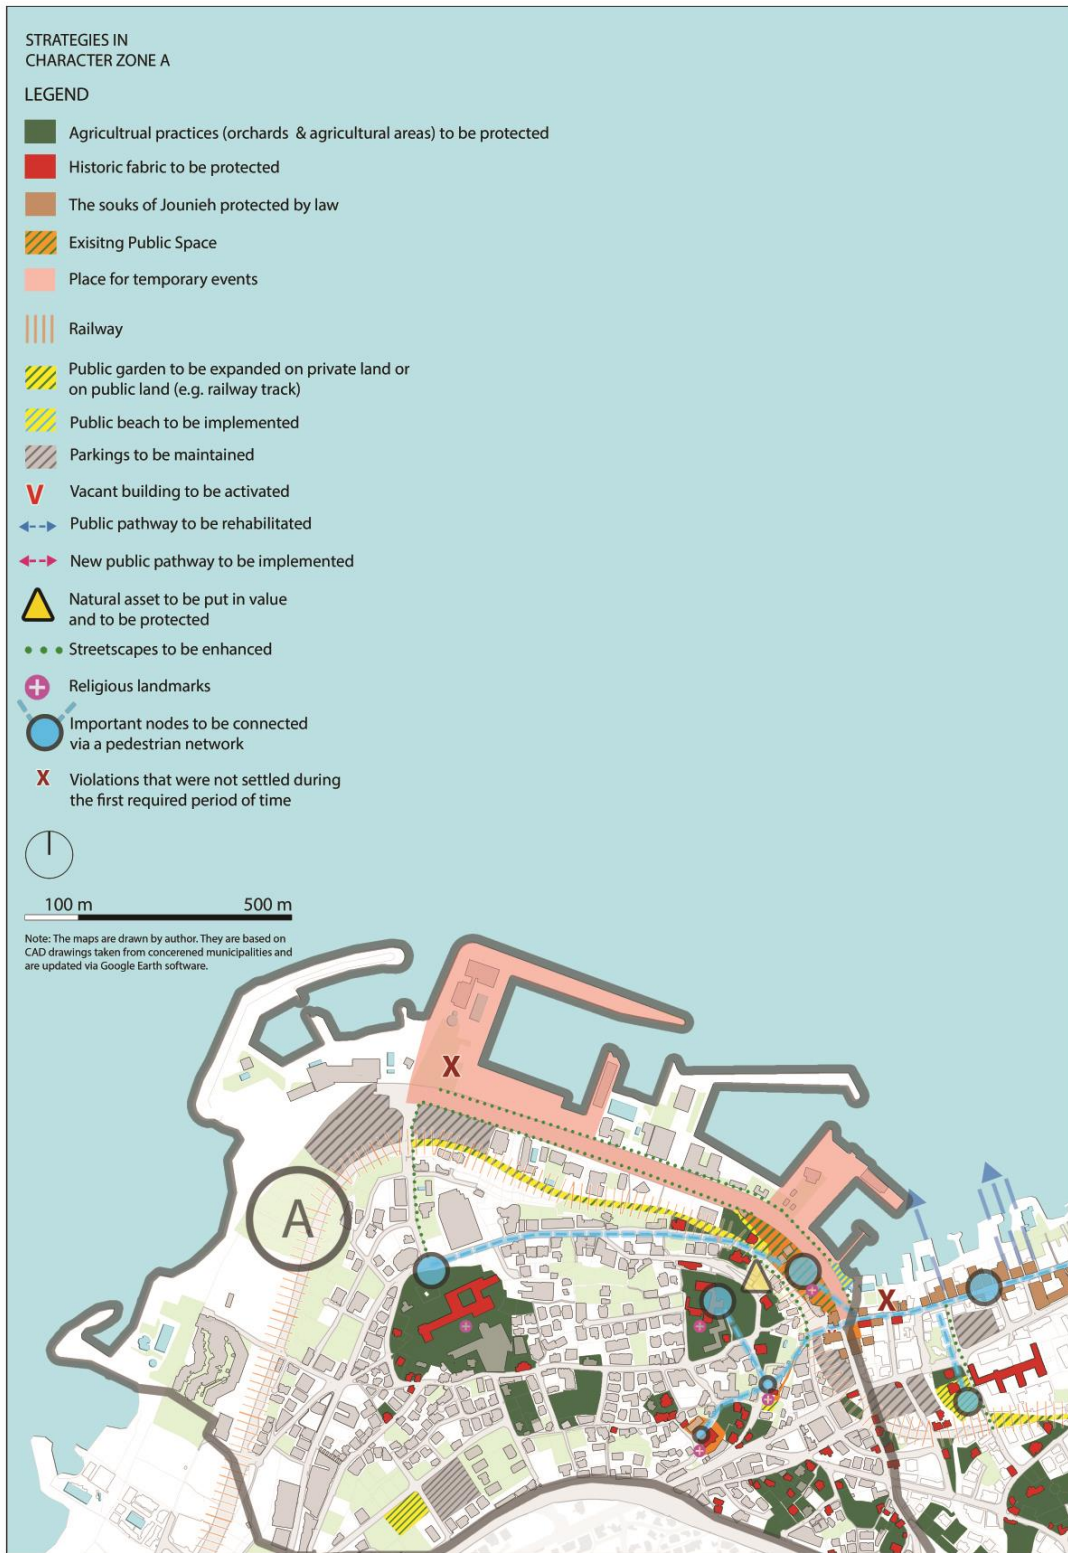 STRATEGIES IN
CHARACTER ZONE A
LEGEND
Agricultrual practices (orchards & agricultural areas) to be protected
Historic fabric to be protected
The souks of Jounieh protected by law
Exisitng Public Space
Place for temporary events
Railway
Public garden to be expanded on private land or
on public land (e.g. railway track)
Public beach to be implemented
Parkings to be maintained
V Vacant building to be activated
Public pathway to be rehabilitated
New public pathway to be implemented
Natural asset to be put in value
and to be protected
Streetscapes to be enhanced
Religious landmarks
Important nodes to be connected
via a pedestrian network
X Violations that were not settled during
the first required period of time
100 m 500 m
Note: The maps are drawn by author. They are based on
CAD drawings taken from concerened municipalities and
are updated via Google Earth software.
X
A
X